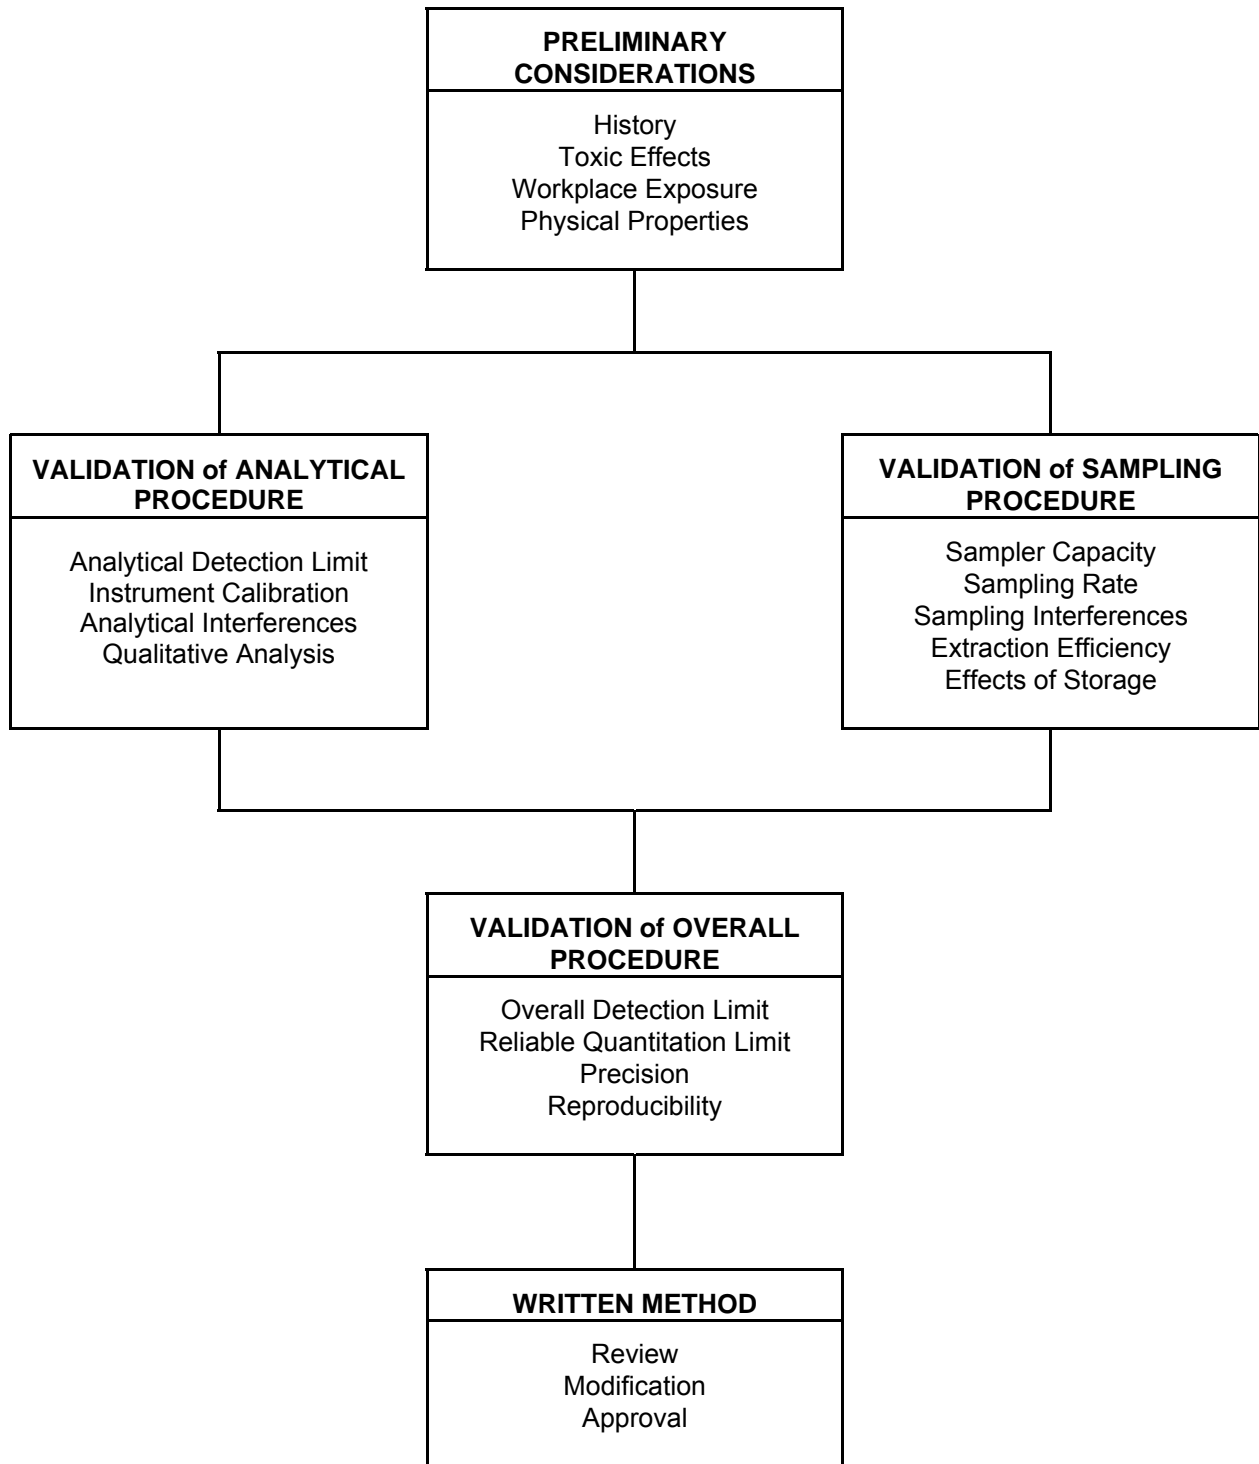 PRELIMINARY
CONSIDERATIONS
History
Toxic Effects
Workplace Exposure
Physical Properties
VALIDATION of ANALYTICAL
PROCEDURE
Analytical Detection Limit
Instrument Calibration
Analytical Interferences
Qualitative Analysis
VALIDATION of SAMPLING
PROCEDURE
Sampler Capacity
Sampling Rate
Sampling Interferences
Extraction Efficiency
Effects of Storage
VALIDATION of OVERALL
PROCEDURE
Overall Detection Limit
Reliable Quantitation Limit
Precision
Reproducibility
WRITTEN METHOD
Review
Modification
Approval